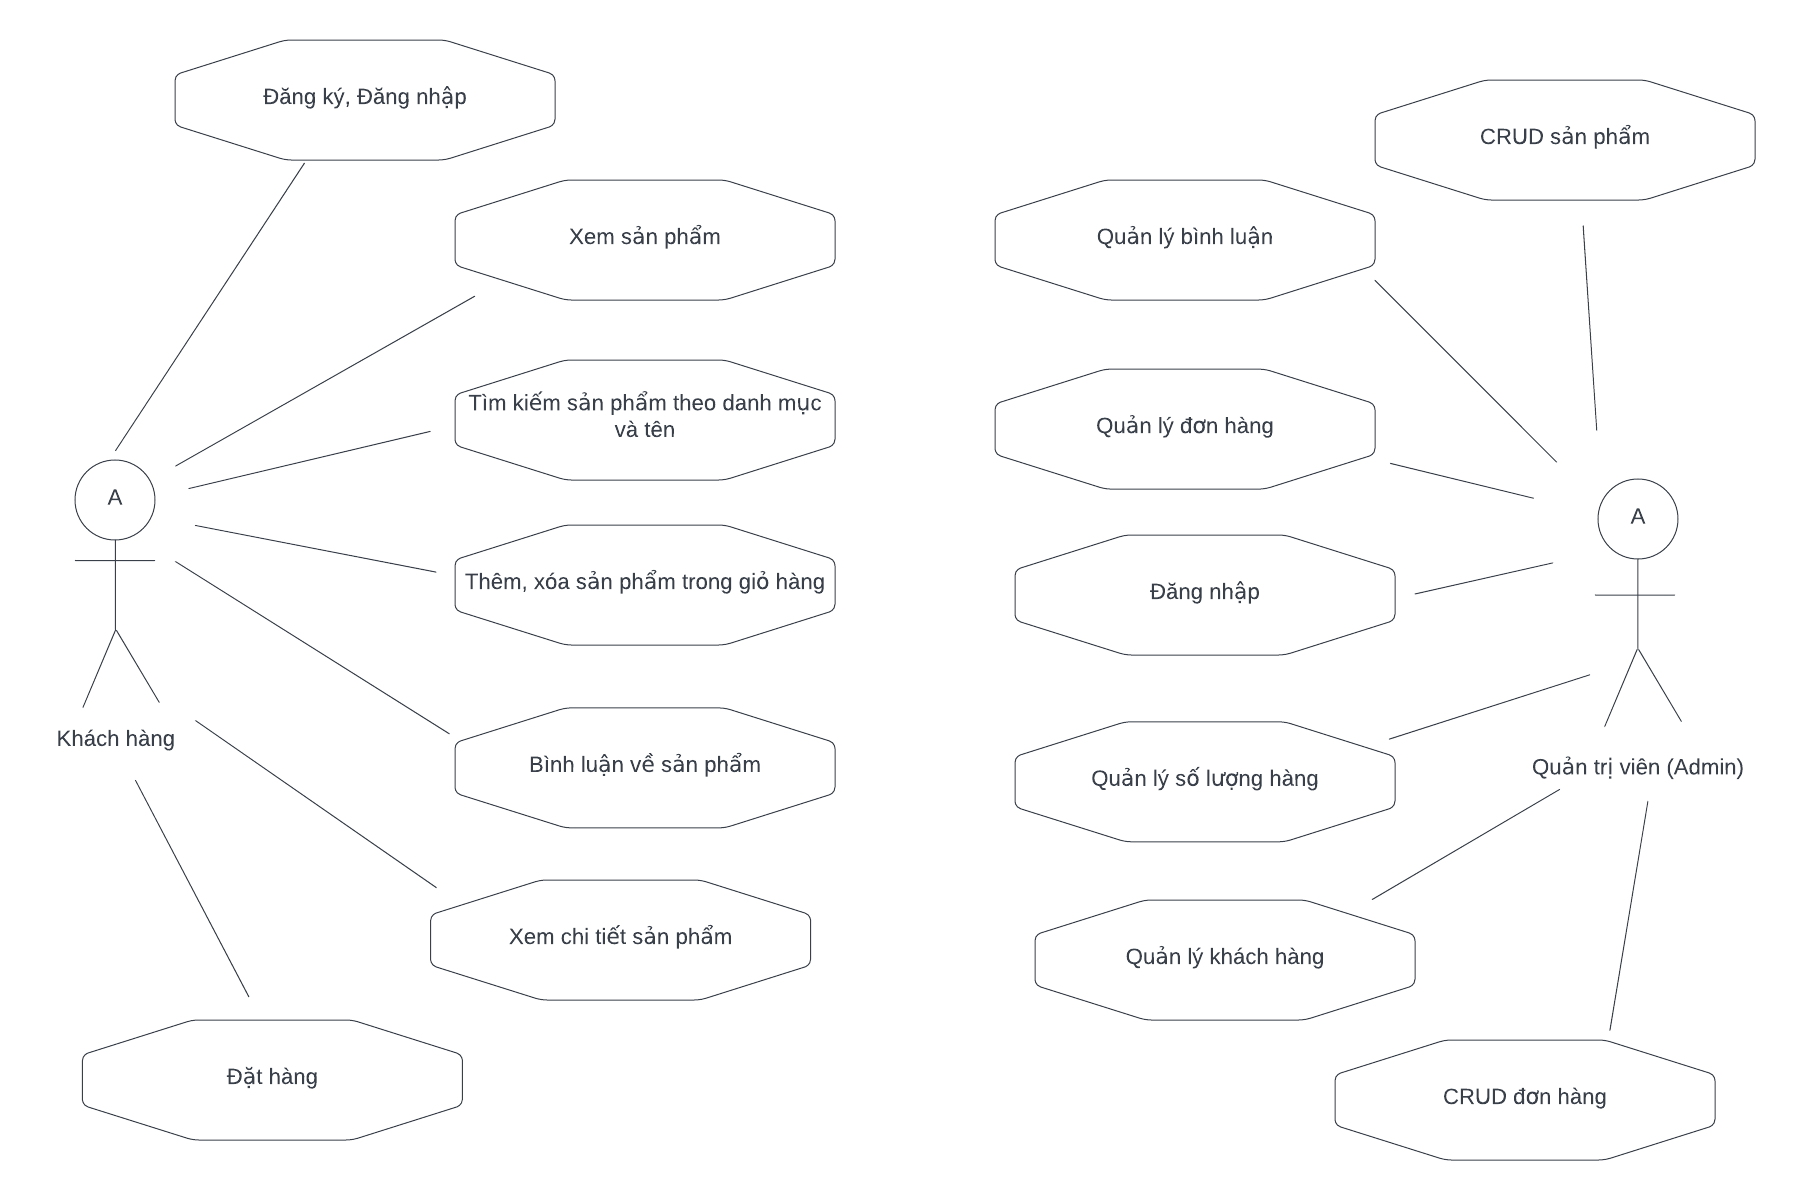 Đăng ký, Đăng nhập
Xem sản phẩm
Tìm kiếm sản phẩm theo danh mục
và tên
A
Thêm, xóa sản phẩm trong giỏ hàng
Khách hàng
Bình luận về sản phẩm
Xem chi tiết sản phẩm
Đặt hàng
CRUD sản phẩm
Quản lý bình luận
Quản lý đơn hàng
A
Đăng nhập
Quản lý số lượng hàng
Quản trị viên (Admin)
Quản lý khách hàng
CRUD đơn hàng